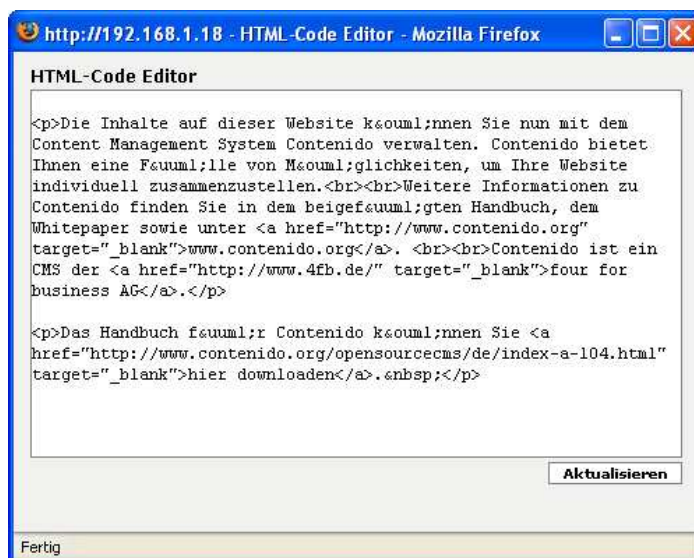 http://192.168.1.18 - HTML-Code Editor - Mozilla Firefox
HTML-Code Editor
<p>Die Inhalte auf dieser Website k&ouml;nnen Sie nun mit dem
Content Management System Contenido verwalten. Contenido bietet
Ihnen eine F&uuml;lle von M&ouml;glichkeiten, um Ihre Website
individuell zusammenzustellen.<br><br>Weitere Informationen zu
Contenido finden Sie in dem beigef&uuml;gten Handbuch, dem
Whitepaper sowie unter <a href="http://www.contenido.org"
target="_blank">www.contenido.org</a>. <br><br>Contenido ist ein
CMS der <a href="http://www.4fb.de/" target="_blank">four for
business AG</a>.</p>
<p>Das Handbuch f&uuml;r Contenido k&ouml;nnen Sie <a
href="http://www.contenido.org/opensourcecms/de/index-a-104.html"
target="_blank">hier downloaden</a>.&nbsp;</p>
Aktualisieren
Fertig